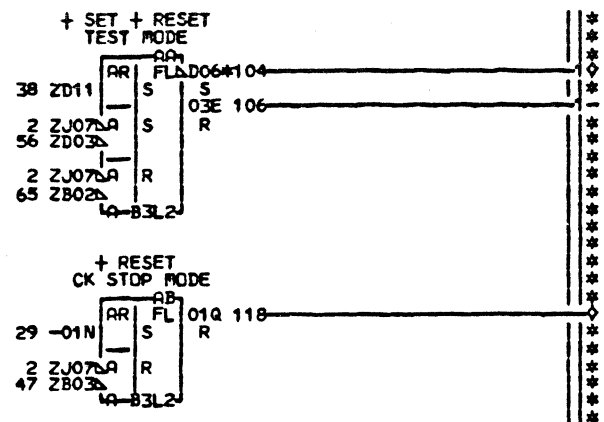 + SET + RESET
TEST MODE
AA
AR FL D06*104
38 ZD11 S S
03E 106
2 ZJ07 A S R
56 ZD03
2 ZJ07 A R
65 ZB02
A-B3L2
+ RESET
CK STOP MODE
AB
AR FL 01Q 118
29 -01N S R
2 ZJ07 A R
47 ZB03
A-B3L2